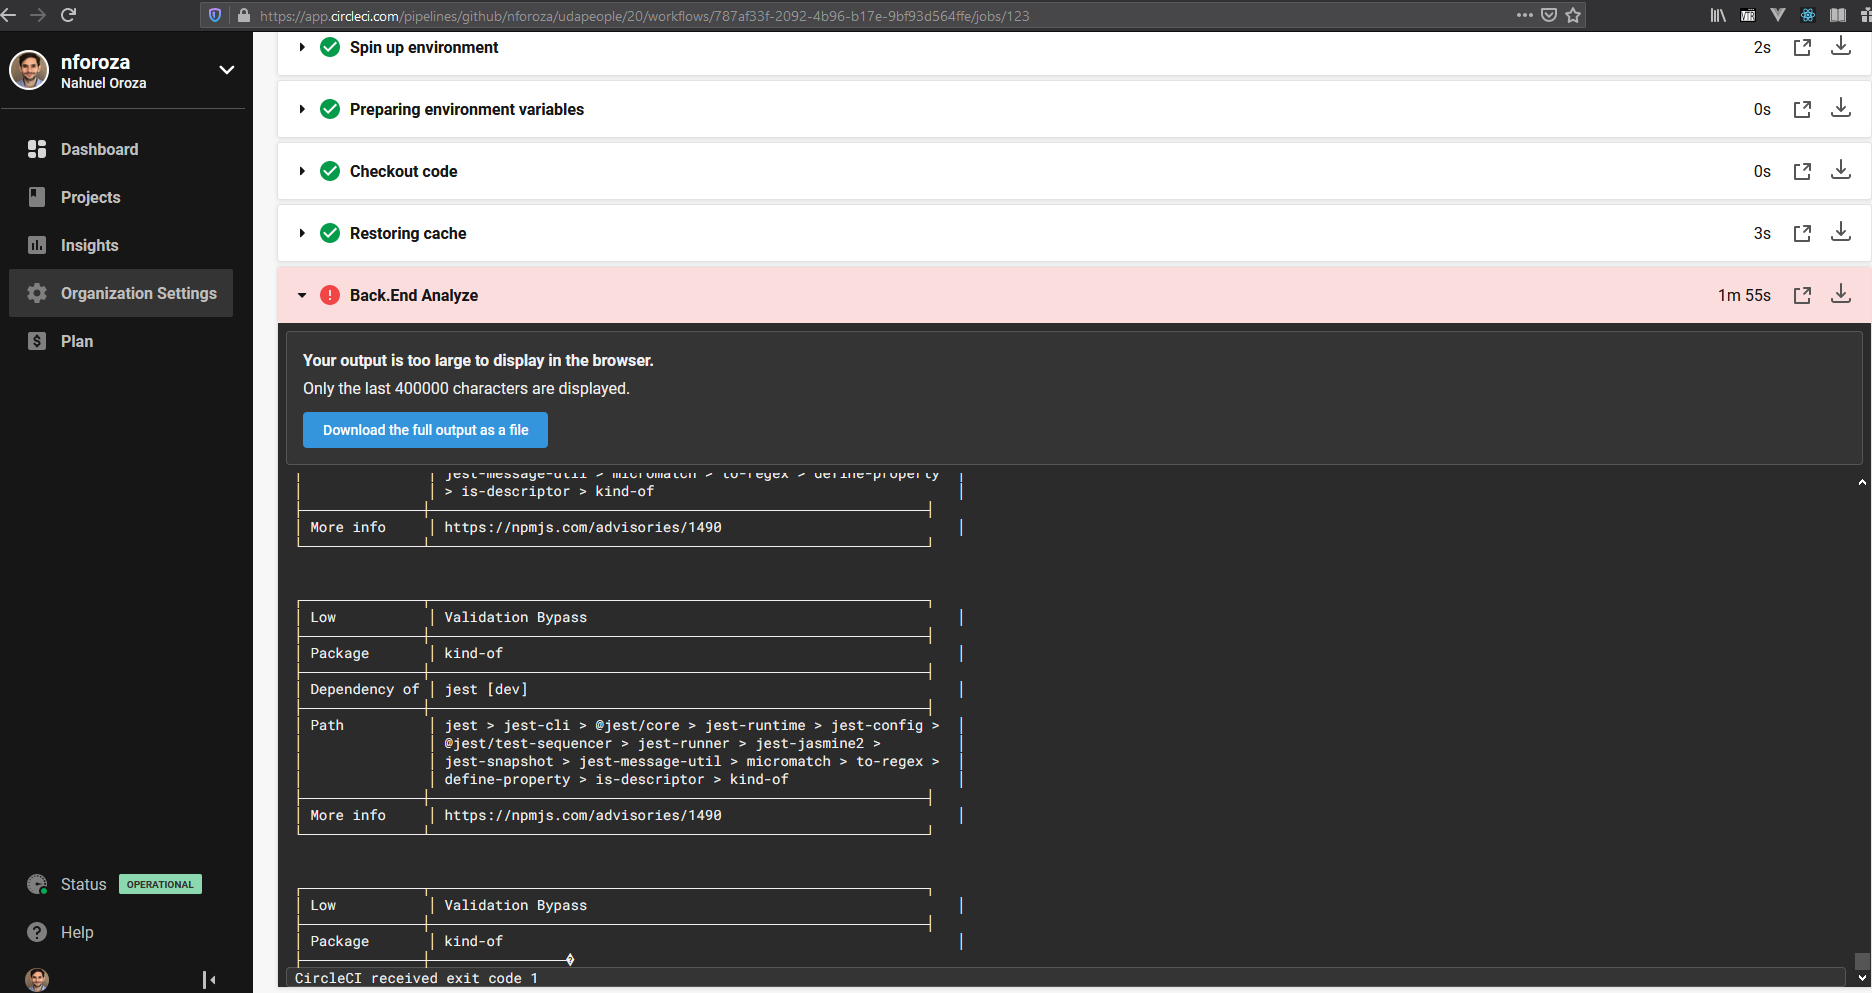 https://app.circleci.com/pipelines/github/nforoza/udapeople/20/workflows/787af33f-2092-4b96-b17e-9bf93d564ffe/jobs/123
nforoza
Nahuel Oroza
Dashboard
Projects
Insights
Organization Settings
Plan
Status OPERATIONAL
Help
Spin up environment 2s
Preparing environment variables 0s
Checkout code 0s
Restoring cache 3s
Back.End Analyze 1m 55s
Your output is too large to display in the browser.
Only the last 400000 characters are displayed.
Download the full output as a file
jest-message-util > micromatch > to-regex > define-property
> is-descriptor > kind-of
More info https://npmjs.com/advisories/1490
Low Validation Bypass
Package kind-of
Dependency of jest [dev]
Path jest > jest-cli > @jest/core > jest-runtime > jest-config >
@jest/test-sequencer > jest-runner > jest-jasmine2 >
jest-snapshot > jest-message-util > micromatch > to-regex >
define-property > is-descriptor > kind-of
More info https://npmjs.com/advisories/1490
Low Validation Bypass
Package kind-of
CircleCI received exit code 1